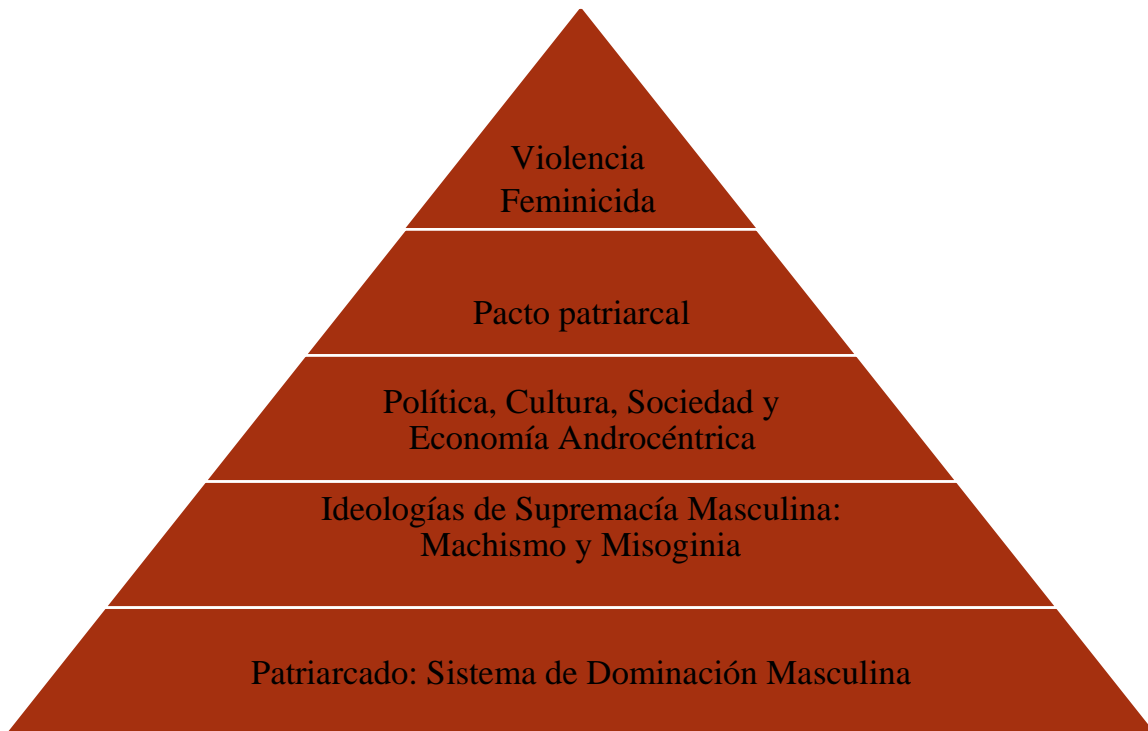 Violencia
Feminicida
Pacto patriarcal
Política, Cultura, Sociedad y
Economía Androcéntrica
Ideologías de Supremacía Masculina:
Machismo y Misoginia
Patriarcado: Sistema de Dominación Masculina